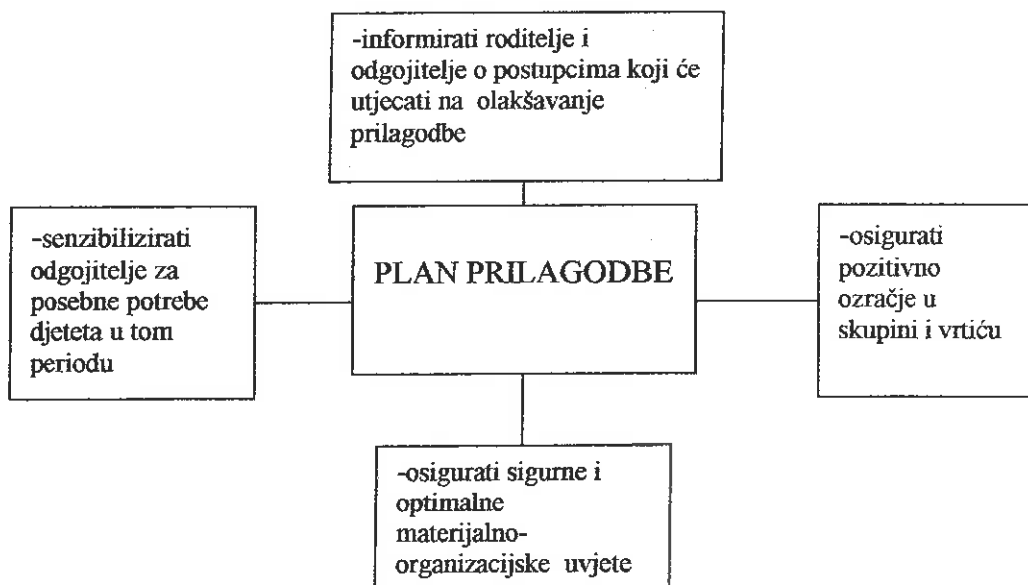 -informirati roditelje i
odgojitelje o postupcima koji će
utjecati na olakšavanje
prilagodbe
-senzibilizirati
odgojitelje za
posebne potrebe
djeteta u tom
periodu
PLAN PRILAGODBE
-osigurati
pozitivno
ozračje u
skupini i vrtiću
-osigurati sigurne i
optimalne
materijalno-
organizacijske uvjete